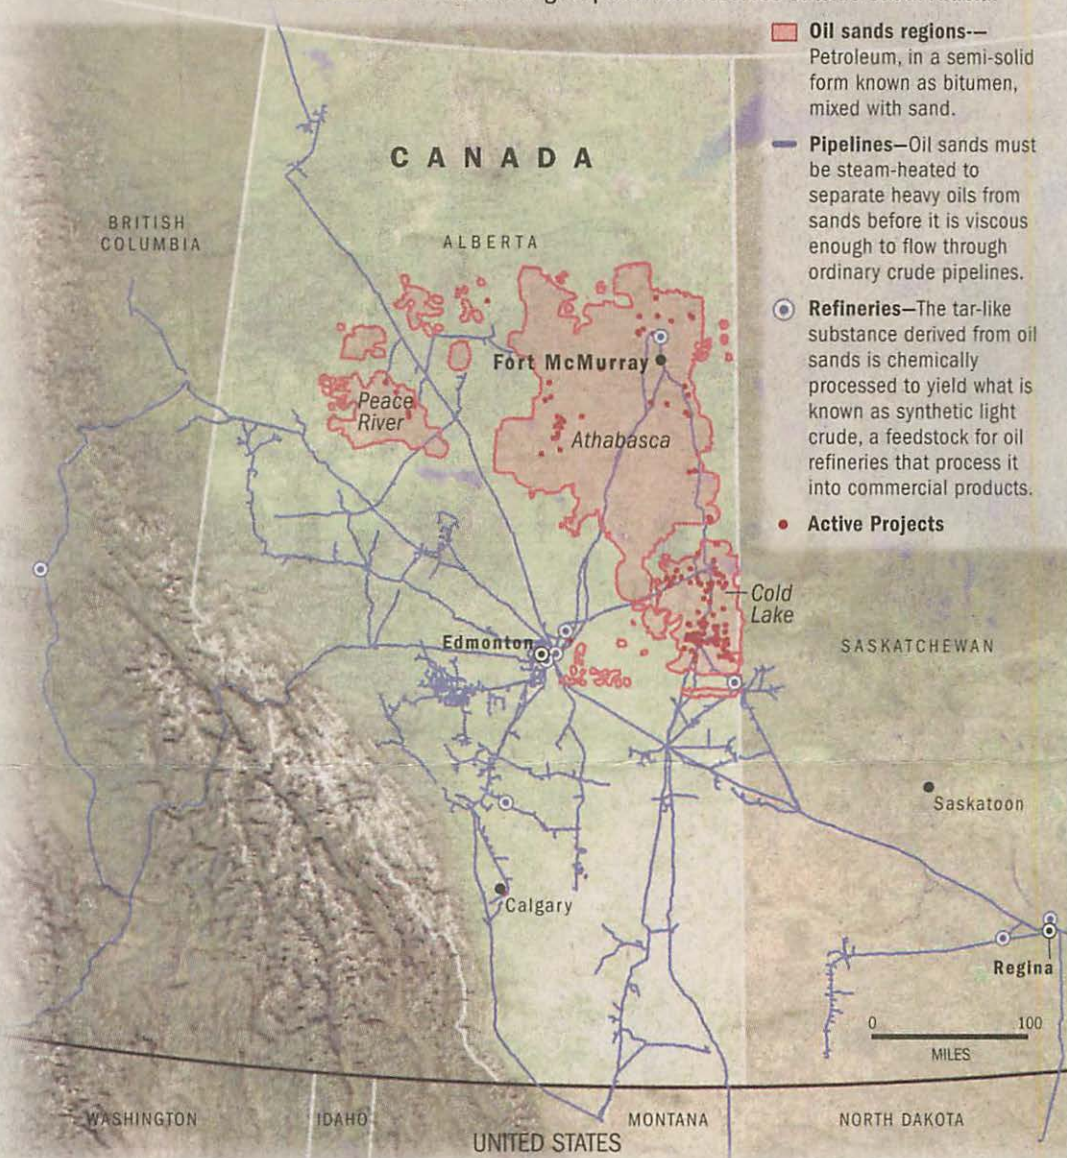 Oil sands regions--
Petroleum, in a semi-solid
form known as bitumen,
mixed with sand.
Pipelines—Oil sands must
be steam-heated to
separate heavy oils from
sands before it is viscous
enough to flow through
ordinary crude pipelines.
Refineries—The tar-like
substance derived from oil
sands is chemically
processed to yield what is
known as synthetic light
crude, a feedstock for oil
refineries that process it
into commercial products.
Active Projects
CANADA
BRITISH
COLUMBIA
ALBERTA
Fort McMurray
Peace
River
Athabasca
Cold
Lake
Edmonton
SASKATCHEWAN
Saskatoon
Calgary
Regina
0 100
MILES
WASHINGTON
IDAHO
MONTANA
NORTH DAKOTA
UNITED STATES